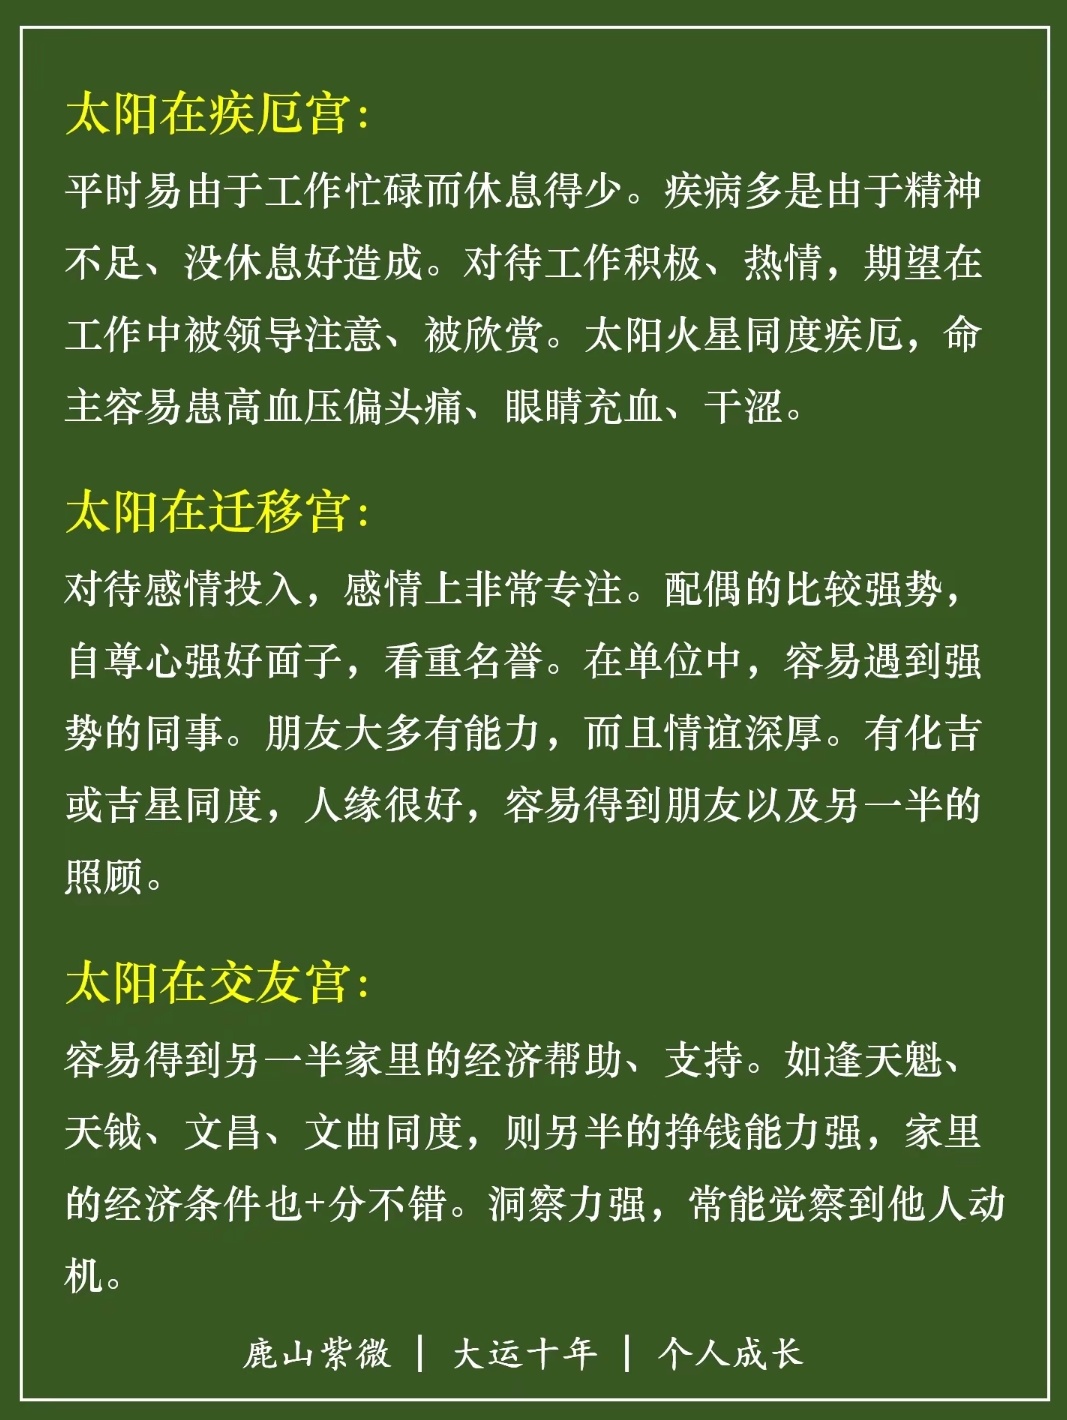 太阳在疾厄宫：
平时易由于工作忙碌而休息得少。疾病多是由于精神
不足、没休息好造成。对待工作积极、热情，期望在
工作中被领导注意、被欣赏。太阳火星同度疾厄，命
主容易患高血压偏头痛、眼睛充血、干涩。
太阳在迁移宫：
对待感情投入，感情上非常专注。配偶的比较强势，
自尊心强好面子，看重名誉。在单位中，容易遇到强
势的同事。朋友大多有能力，而且情谊深厚。有化吉
或吉星同度，人缘很好，容易得到朋友以及另一半的
照顾。
太阳在交友宫：
容易得到另一半家里的经济帮助、支持。如逢天魁、
天钺、文昌、文曲同度，则另半的挣钱能力强，家里
的经济条件也+分不错。洞察力强，常能觉察到他人动
机。
鹿山紫微 | 大运十年 | 个人成长